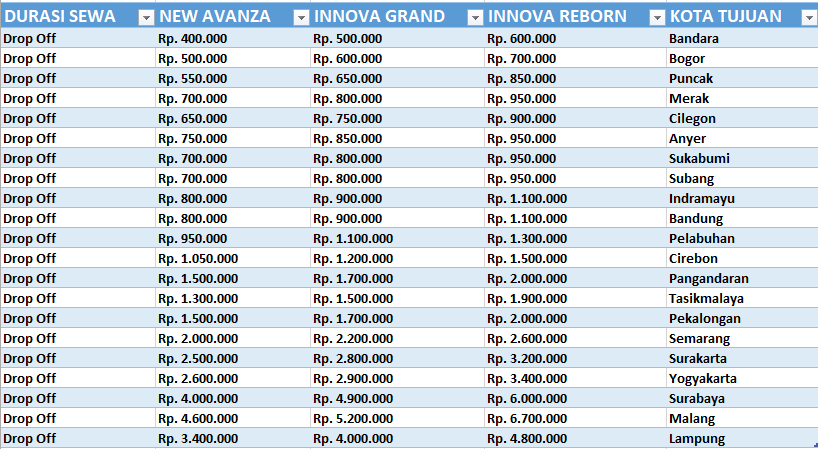 DURASI SEWA NEW AVANZA INNOVA GRAND INNOVA REBORN KOTA TUJUAN
Drop Off Rp. 400.000 Rp. 500.000 Rp. 600.000 Bandara
Drop Off Rp. 500.000 Rp. 600.000 Rp. 700.000 Bogor
Drop Off Rp. 550.000 Rp. 650.000 Rp. 850.000 Puncak
Drop Off Rp. 700.000 Rp. 800.000 Rp. 950.000 Merak
Drop Off Rp. 650.000 Rp. 750.000 Rp. 900.000 Cilegon
Drop Off Rp. 750.000 Rp. 850.000 Rp. 950.000 Anyer
Drop Off Rp. 700.000 Rp. 800.000 Rp. 950.000 Sukabumi
Drop Off Rp. 700.000 Rp. 800.000 Rp. 950.000 Subang
Drop Off Rp. 800.000 Rp. 900.000 Rp. 1.100.000 Indramayu
Drop Off Rp. 800.000 Rp. 900.000 Rp. 1.100.000 Bandung
Drop Off Rp. 950.000 Rp. 1.100.000 Rp. 1.300.000 Pelabuhan
Drop Off Rp. 1.050.000 Rp. 1.200.000 Rp. 1.500.000 Cirebon
Drop Off Rp. 1.500.000 Rp. 1.700.000 Rp. 2.000.000 Pangandaran
Drop Off Rp. 1.300.000 Rp. 1.500.000 Rp. 1.900.000 Tasikmalaya
Drop Off Rp. 1.500.000 Rp. 1.700.000 Rp. 2.000.000 Pekalongan
Drop Off Rp. 2.000.000 Rp. 2.200.000 Rp. 2.600.000 Semarang
Drop Off Rp. 2.500.000 Rp. 2.800.000 Rp. 3.200.000 Surakarta
Drop Off Rp. 2.600.000 Rp. 2.900.000 Rp. 3.400.000 Yogyakarta
Drop Off Rp. 4.000.000 Rp. 4.900.000 Rp. 6.000.000 Surabaya
Drop Off Rp. 4.600.000 Rp. 5.200.000 Rp. 6.700.000 Malang
Drop Off Rp. 3.400.000 Rp. 4.000.000 Rp. 4.800.000 Lampung